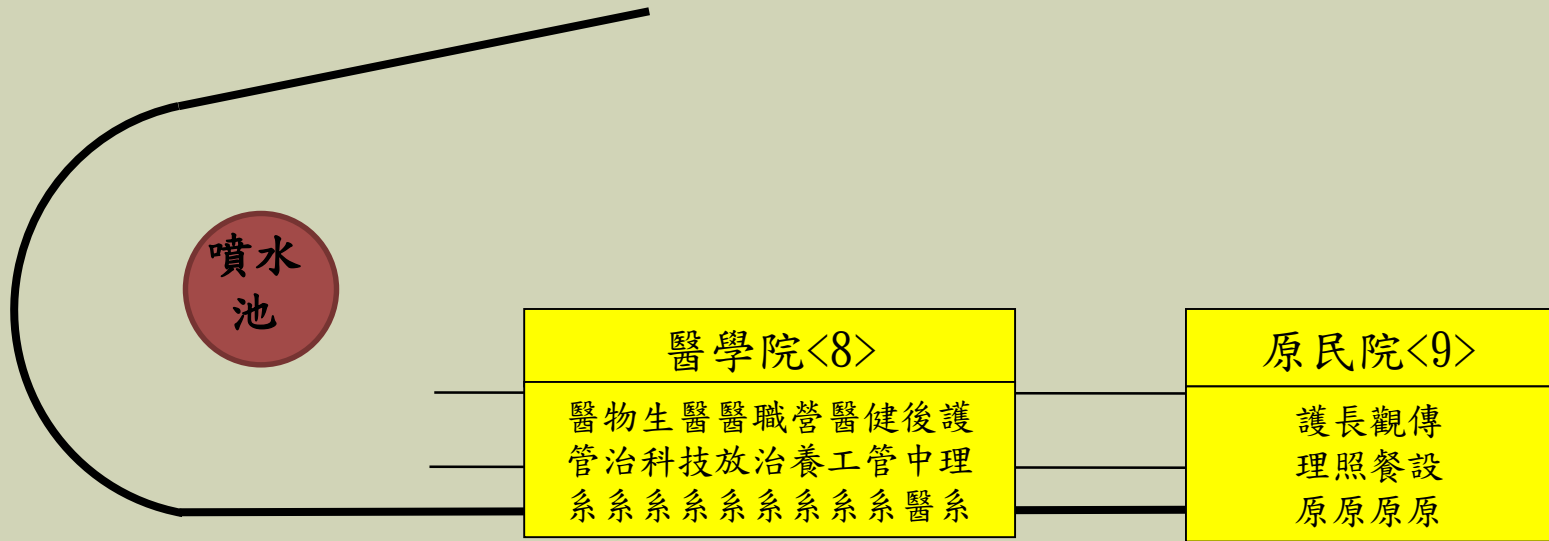 噴水
池
醫學院<8>
醫物生醫醫職營醫健後護
管治科技放治養工管中理
系系系系系系系系系醫系
原民院<9>
護長觀傳
理照餐設
原原原原